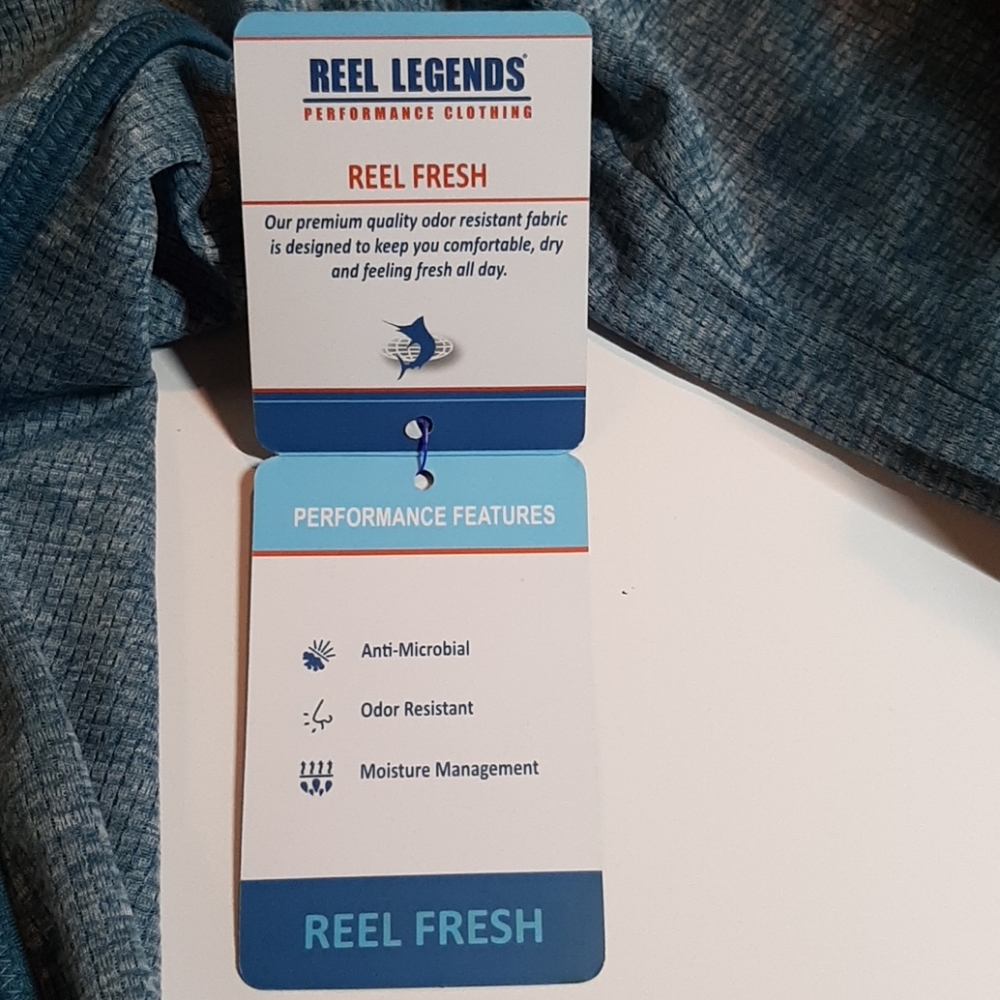 REEL LEGENDS®
PERFORMANCE CLOTHING
REEL FRESH
Our premium quality odor resistant fabric
is designed to keep you comfortable, dry
and feeling fresh all day.
PERFORMANCE FEATURES
Anti-Microbial
Odor Resistant
Moisture Management
REEL FRESH